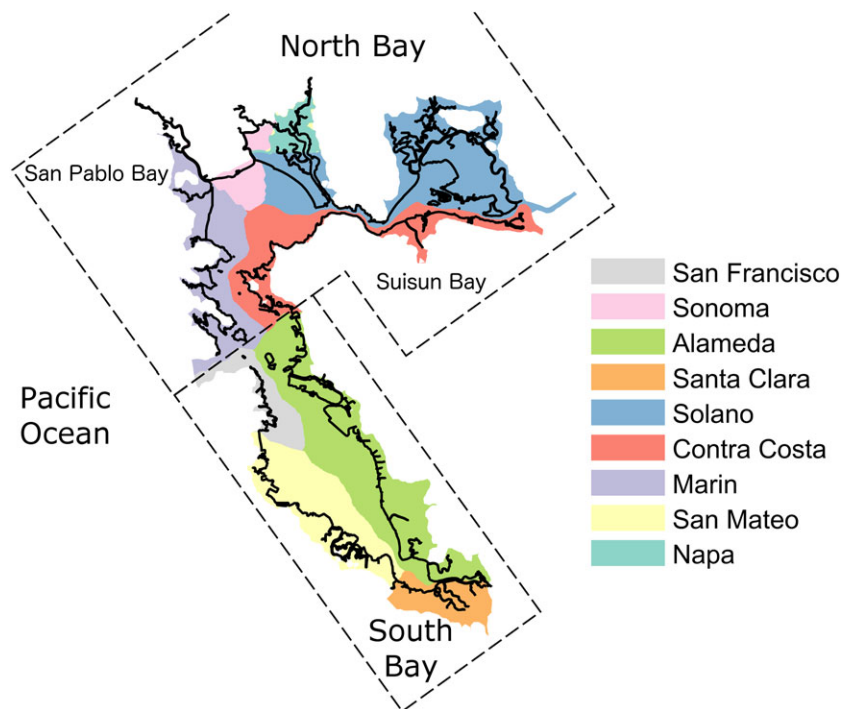 North Bay
San Pablo Bay
Suisun Bay
Pacific
Ocean
South
Bay
San Francisco
Sonoma
Alameda
Santa Clara
Solano
Contra Costa
Marin
San Mateo
Napa